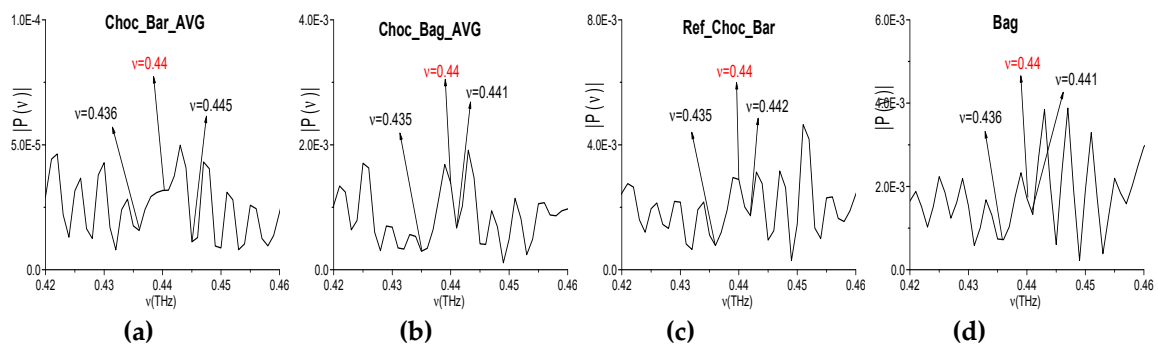 Choc_Bar_AVG
1.0E-4
5.0E-5
0.0
|P(ν)|
ν=0.44
ν=0.436
ν=0.445
0.42 0.43 0.44 0.45 0.46
ν(THz)
(a)
Choc_Bag_AVG
4.0E-3
2.0E-3
0.0
|P(ν)|
ν=0.44
ν=0.441
ν=0.435
0.42 0.43 0.44 0.45 0.46
ν(THz)
(b)
Ref_Choc_Bar
8.0E-3
4.0E-3
0.0
|P(ν)|
ν=0.44
ν=0.435
ν=0.442
0.42 0.43 0.44 0.45 0.46
ν(THz)
(c)
Bag
6.0E-3
4.0E-3
2.0E-3
0.0
|P(ν)|
ν=0.44
ν=0.441
ν=0.436
0.42 0.43 0.44 0.45 0.46
ν(THz)
(d)